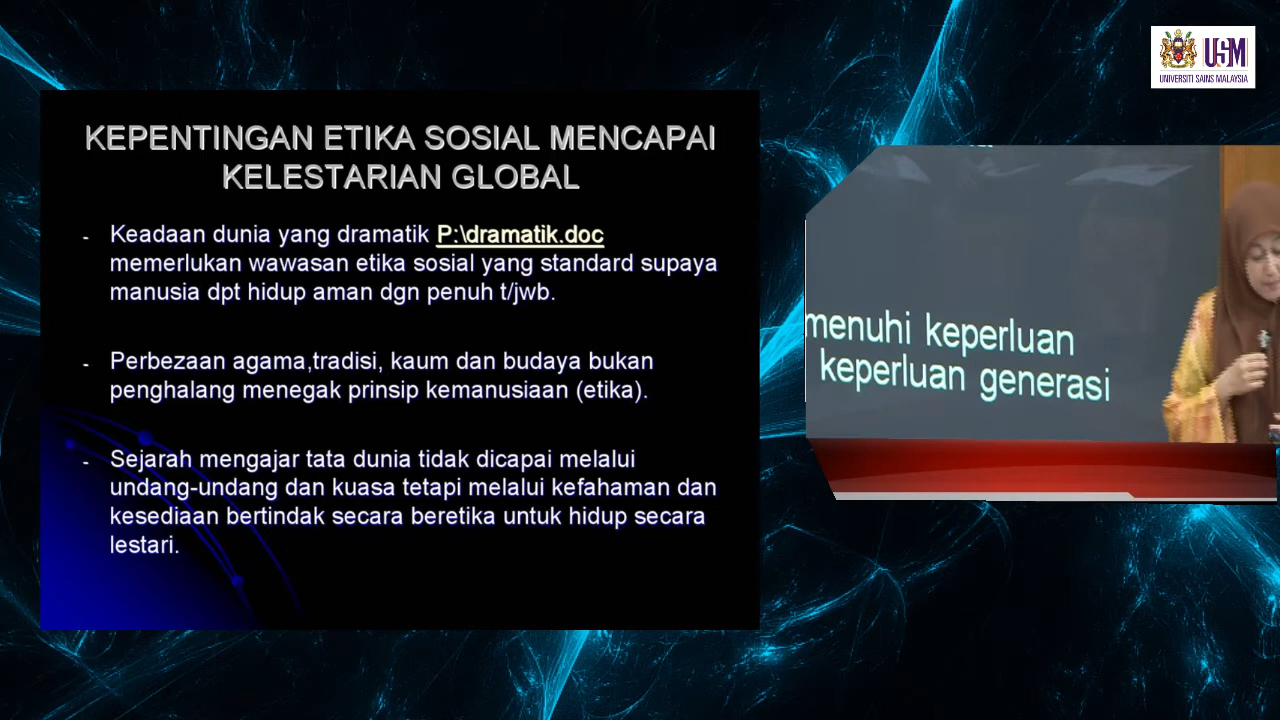 USM
UNIVERSITI SAINS MALAYSIA
KEPENTINGAN ETIKA SOSIAL MENCAPAI
KELESTARIAN GLOBAL
- Keadaan dunia yang dramatik P:\dramatik.doc
memerlukan wawasan etika sosial yang standard supaya
manusia dpt hidup aman dgn penuh t/jwb.
- Perbezaan agama,tradisi, kaum dan budaya bukan
penghalang menegak prinsip kemanusiaan (etika).
- Sejarah mengajar tata dunia tidak dicapai melalui
undang-undang dan kuasa tetapi melalui kefahaman dan
kesediaan bertindak secara beretika untuk hidup secara
lestari.
menuhi keperluan
keperluan generasi